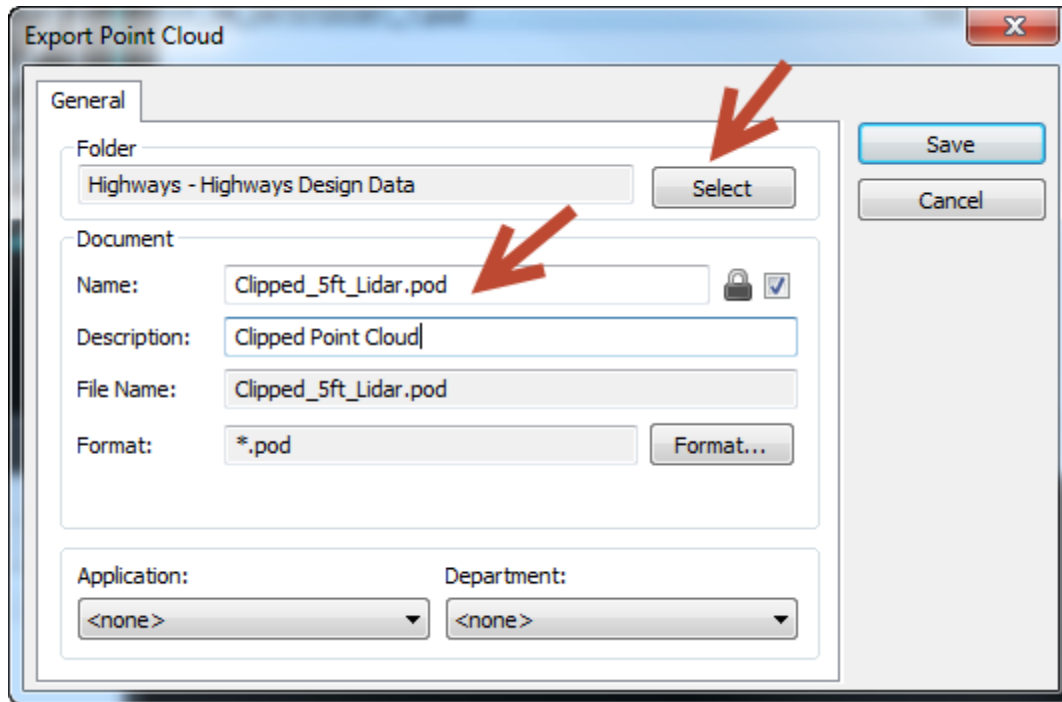 Export Point Cloud
General
Folder
Highways - Highways Design Data
Select
Document
Name:
Clipped_5ft_Lidar.pod
Description:
Clipped Point Cloud
File Name:
Clipped_5ft_Lidar.pod
Format:
*.pod
Format...
Application:
Department:
<none>
<none>
Save
Cancel